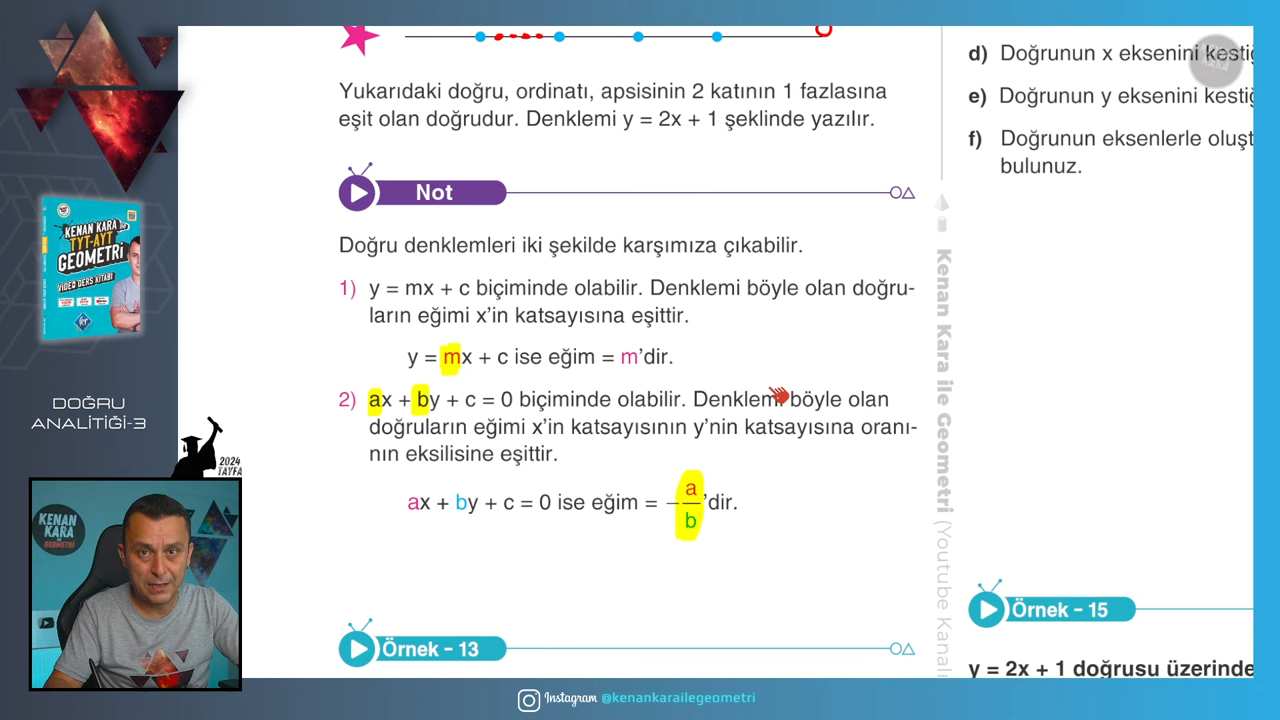 Yukarıdaki doğru, ordinatı, apsisinin 2 katının 1 fazlasına
eşit olan doğrudur. Denklemi y = 2x + 1 şeklinde yazılır.
Not
Doğru denklemleri iki şekilde karşımıza çıkabilir.
1) y = mx + c biçiminde olabilir. Denklemi böyle olan doğru-
ların eğimi x’in katsayısına eşittir.
y = mx + c ise eğim = m’dir.
2) ax + by + c = 0 biçiminde olabilir. Denklemi böyle olan
doğruların eğimi x’in katsayısının y’nin katsayısına oranı-
nın eksilisine eşittir.
ax + by + c = 0 ise eğim = −a/b’dir.
Örnek – 13
d) Doğrunun x eksenini kestiğ
e) Doğrunun y eksenini kestiğ
f) Doğrunun eksenlerle oluşt
bulunuz.
Kenan Kara ile Geometri (Youtube Kanalı
Örnek – 15
y = 2x + 1 doğrusu üzerinde
KENAN KARA
TYT-AYT
GEOMETRİ
VİDEO DERS KİTABI
DOĞRU
ANALİTİĞİ-3
2024
TAYFA
KENAN
KARA
İLE
GEOMETRİ
Instagram @kenankarailegeometri